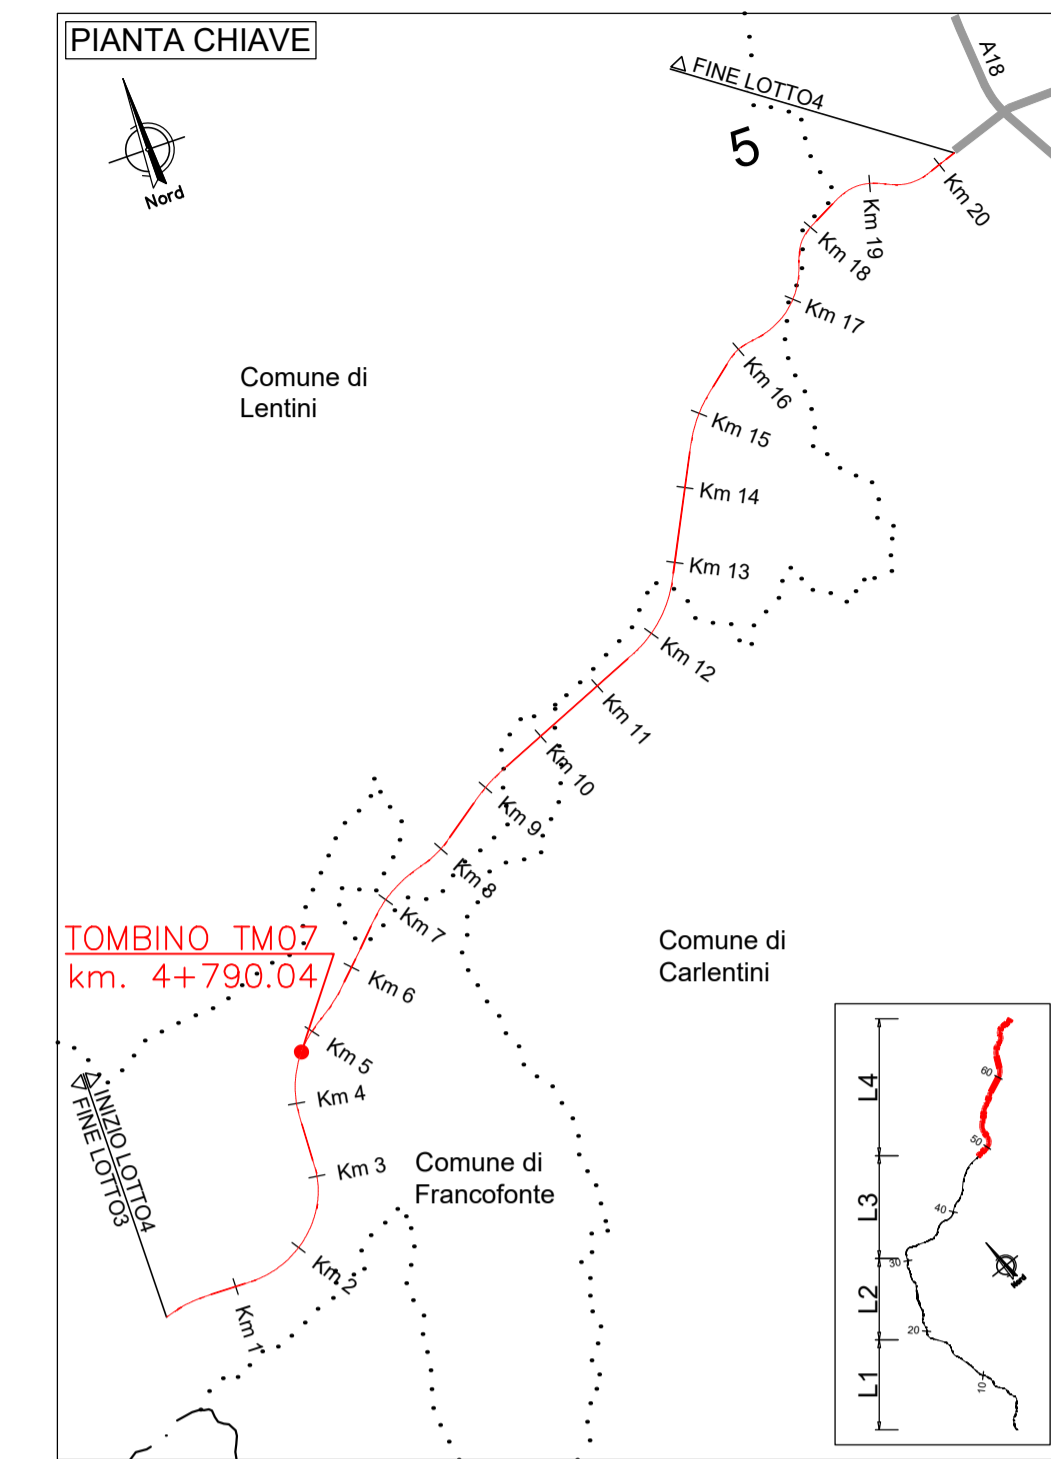 PIANTA CHIAVE
Nord
FINE LOTTO4
A18
5
Km 20
Km 19
Km 18
Km 17
Km 16
Km 15
Km 14
Km 13
Km 12
Km 11
Km 10
Km 9
Km 8
Km 7
Km 6
Km 5
Km 4
Km 3
Km 2
Km 1
Comune di
Lentini
Comune di
Carlentini
Comune di
Francofonte
TOMBINO TM07
km. 4+790.04
INIZIO LOTTO4
FINE LOTTO3
L4
L3
L2
L1
60
50
40
30
20
10